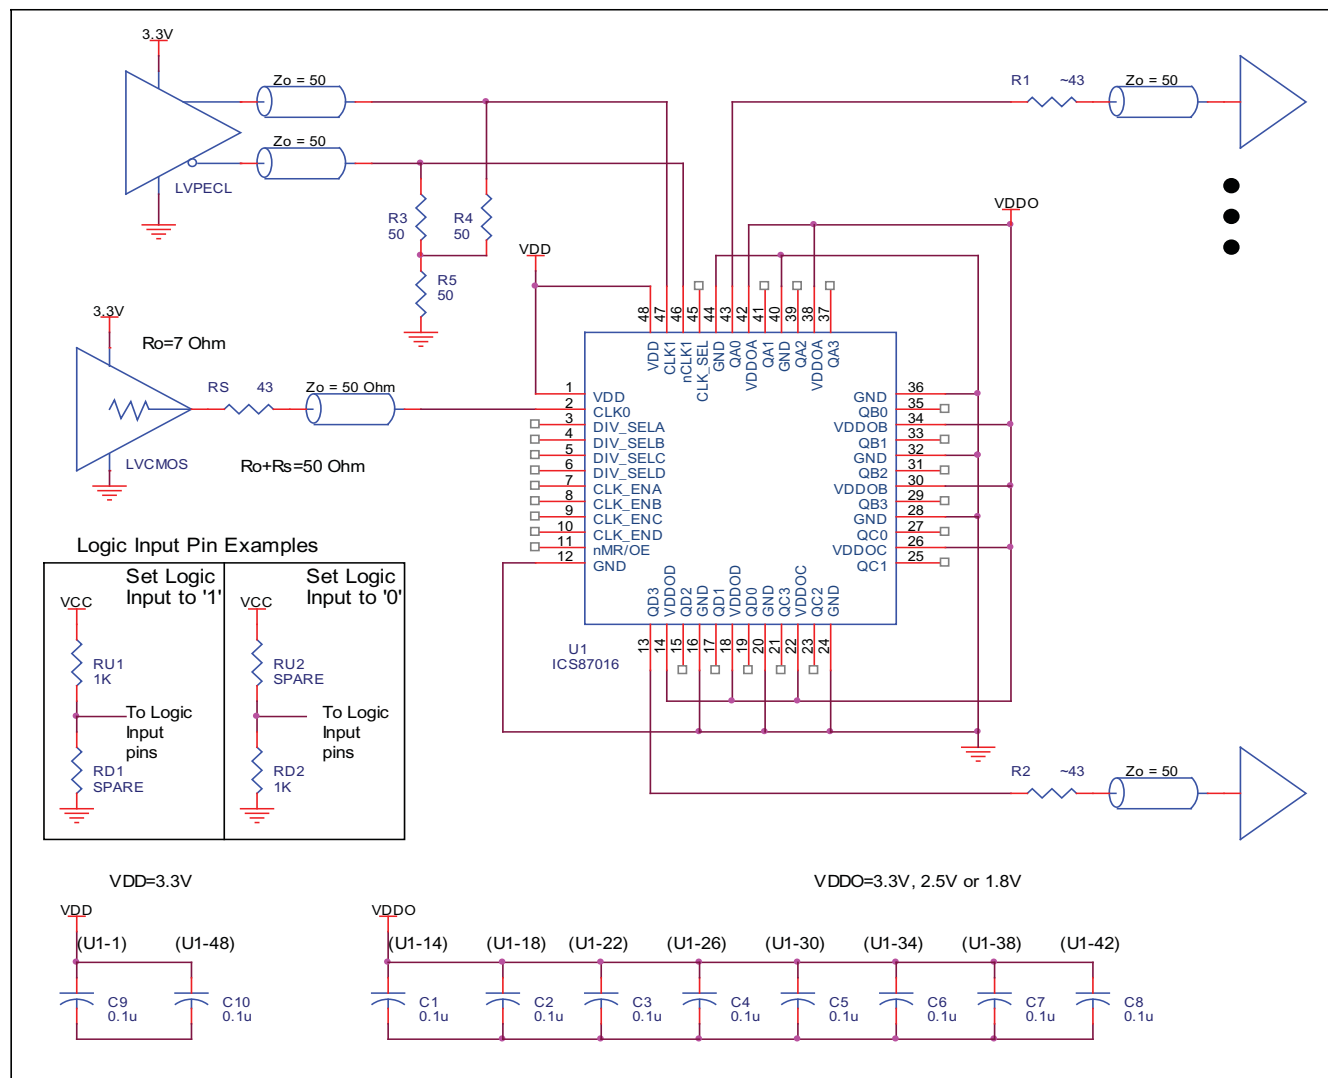 3.3V
Zo = 50
Zo = 50
LVPECL
R3
50
R4
50
R5
50
R1 ~43
Zo = 50
VDDO
VDD
3.3V
Ro=7 Ohm
RS 43
Zo = 50 Ohm
LVCMOS
Ro+Rs=50 Ohm
48 47 46 45 44 43 42 41 40 39 38 37
VDD CLK1 nCLK1 CLK_SEL GND QA0 VDDOA QA1 GND QA2 VDDOA QA3
1 VDD
2 CLK0
3 DIV_SELA
4 DIV_SELB
5 DIV_SELC
6 DIV_SELD
7 CLK_ENA
8 CLK_ENB
9 CLK_ENC
10 CLK_END
11 nMR/OE
12 GND
GND 36
QB0 35
VDDOB 34
QB1 33
GND 32
QB2 31
VDDOB 30
QB3 29
GND 28
QC0 27
VDDOC 26
QC1 25
QD3 VDDOD QD2 GND QD1 VDDOD QD0 GND QC3 VDDOC QC2 GND
13 14 15 16 17 18 19 20 21 22 23 24
U1
ICS87016
R2 ~43
Zo = 50
Logic Input Pin Examples
Set Logic
Input to '1'
VCC
RU1
1K
To Logic
Input
pins
RD1
SPARE
Set Logic
Input to '0'
VCC
RU2
SPARE
To Logic
Input
pins
RD2
1K
VDD=3.3V
VDD
(U1-1) (U1-48)
C9
0.1u
C10
0.1u
VDDO=3.3V, 2.5V or 1.8V
VDDO
(U1-14) (U1-18) (U1-22) (U1-26) (U1-30) (U1-34) (U1-38) (U1-42)
C1
0.1u
C2
0.1u
C3
0.1u
C4
0.1u
C5
0.1u
C6
0.1u
C7
0.1u
C8
0.1u